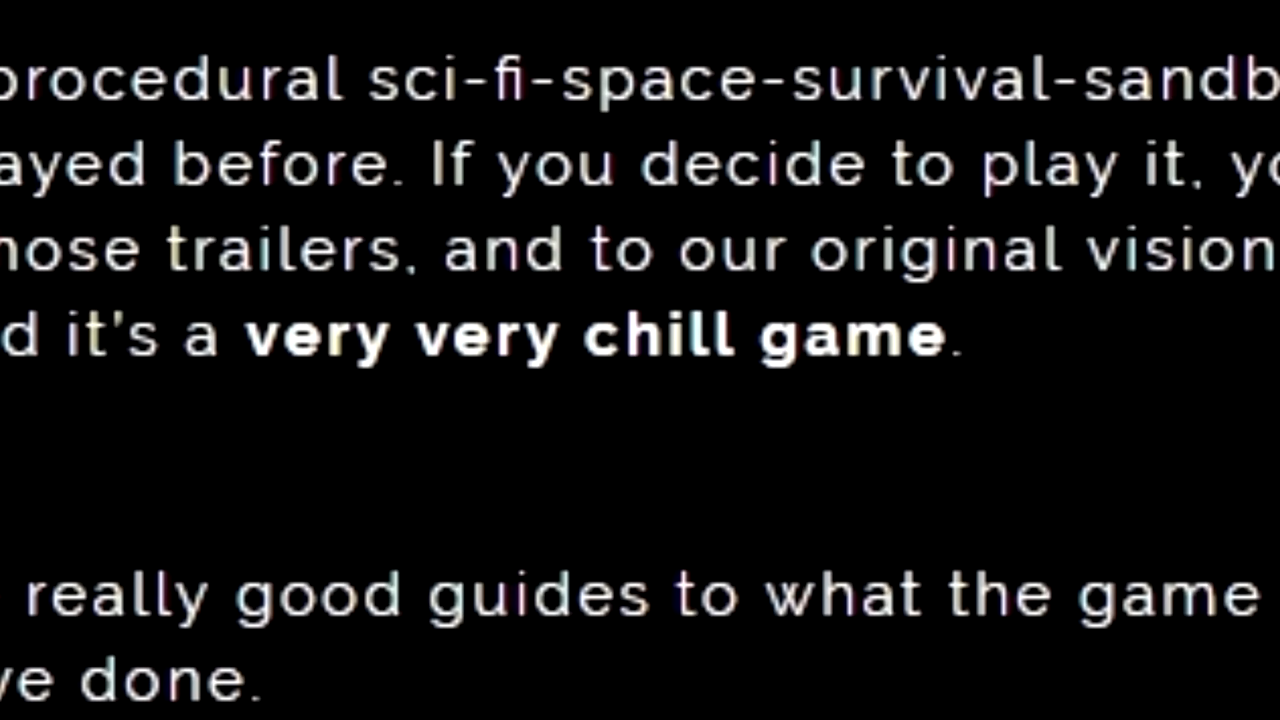 procedural sci-fi-space-survival-sandb
ayed before. If you decide to play it, yo
hose trailers, and to our original vision
d it's a very very chill game.
really good guides to what the game
ve done.